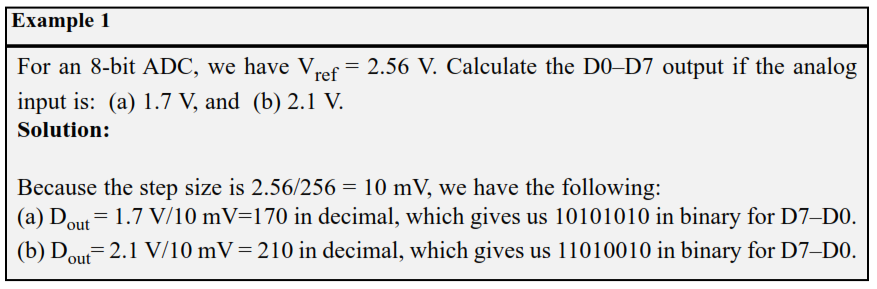 Example 1
For an 8-bit ADC, we have Vref = 2.56 V. Calculate the D0–D7 output if the analog
input is: (a) 1.7 V, and (b) 2.1 V.
Solution:
Because the step size is 2.56/256 = 10 mV, we have the following:
(a) Dout = 1.7 V/10 mV=170 in decimal, which gives us 10101010 in binary for D7–D0.
(b) Dout= 2.1 V/10 mV = 210 in decimal, which gives us 11010010 in binary for D7–D0.